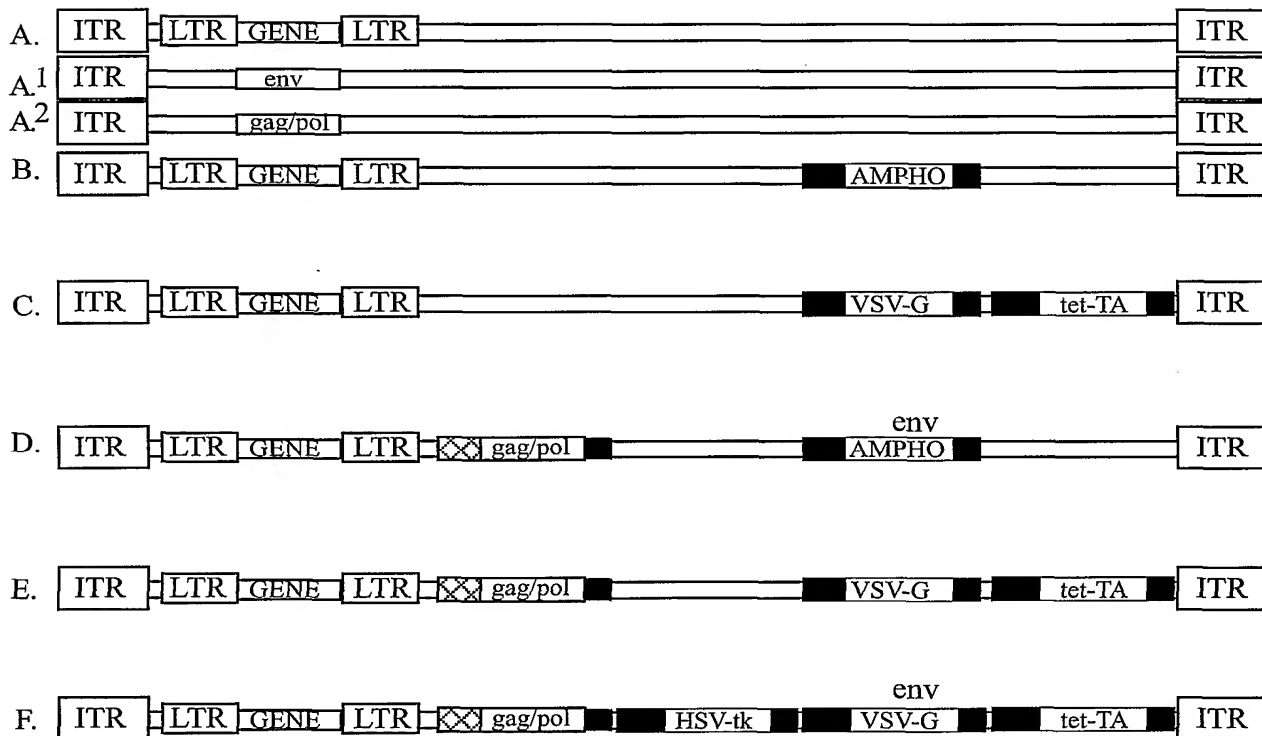 A. ITR LTR GENE LTR ITR
A.1 ITR env ITR
A.2 ITR gag/pol ITR
B. ITR LTR GENE LTR AMPHO ITR
C. ITR LTR GENE LTR VSV-G tet-TA ITR
env
D. ITR LTR GENE LTR gag/pol AMPHO ITR
E. ITR LTR GENE LTR gag/pol VSV-G tet-TA ITR
env
F. ITR LTR GENE LTR gag/pol HSV-tk VSV-G tet-TA ITR